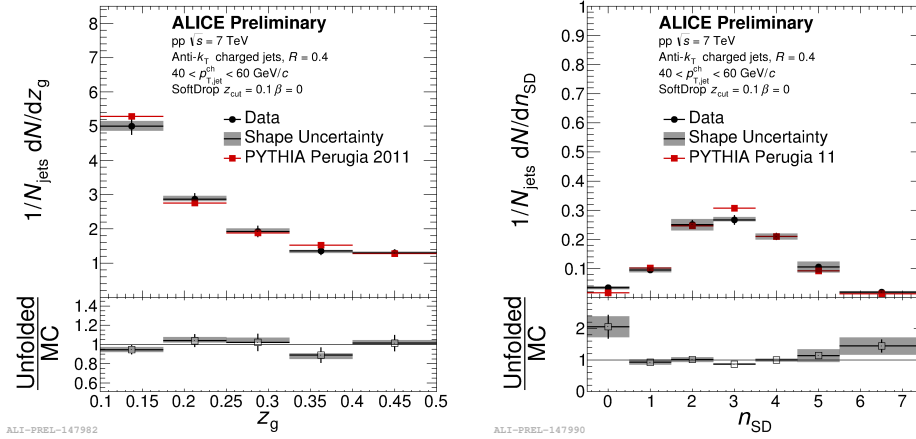 ALICE Preliminary
pp √s = 7 TeV
Anti-kT charged jets, R = 0.4
40 < p^ch_T,jet < 60 GeV/c
SoftDrop zcut = 0.1 β = 0
Data
Shape Uncertainty
PYTHIA Perugia 2011
1/Njets dN/dzg
8
7
6
5
4
3
2
1
Unfolded
MC
1.4
1.2
1
0.8
0.6
0.1 0.15 0.2 0.25 0.3 0.35 0.4 0.45 0.5
zg
ALI-PREL-147982
ALICE Preliminary
pp √s = 7 TeV
Anti-kT charged jets, R = 0.4
40 < p^ch_T,jet < 60 GeV/c
SoftDrop zcut = 0.1 β = 0
Data
Shape Uncertainty
PYTHIA Perugia 11
1/Njets dN/dnSD
1
0.9
0.8
0.7
0.6
0.5
0.4
0.3
0.2
0.1
Unfolded
MC
2
1
0
0 1 2 3 4 5 6 7
nSD
ALI-PREL-147990